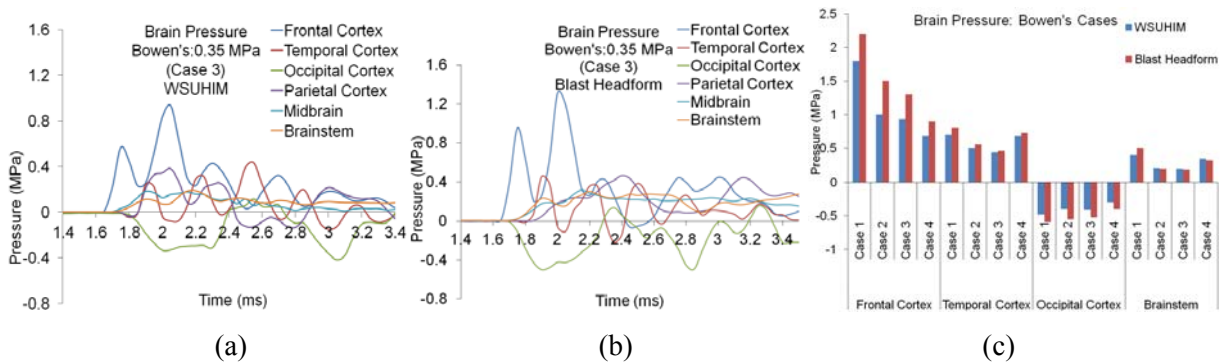 Brain Pressure
Bowen's:0.35 MPa
(Case 3)
WSUHIM
Frontal Cortex
Temporal Cortex
Occipital Cortex
Parietal Cortex
Midbrain
Brainstem
Pressure (MPa)
1.6
1.2
0.8
0.4
0
-0.4
-0.8
1.4 1.6 1.8 2 2.2 2.4 2.6 2.8 3 3.2 3.4
Time (ms)
(a)
Brain Pressure
Bowen's:0.35 MPa
(Case 3)
Blast Headform
Frontal Cortex
Temporal Cortex
Occipital Cortex
Parietal Cortex
Midbrain
Brainstem
Pressure (MPa)
1.6
1.2
0.8
0.4
0
-0.4
-0.8
1.4 1.6 1.8 2 2.2 2.4 2.6 2.8 3 3.2 3.4
Time (ms)
(b)
Brain Pressure: Bowen's Cases
WSUHIM
Blast Headform
Pressure (MPa)
2.5
2
1.5
1
0.5
0
-0.5
-1
Case 1 Case 2 Case 3 Case 4 Case 1 Case 2 Case 3 Case 4 Case 1 Case 2 Case 3 Case 4 Case 1 Case 2 Case 3 Case 4
Frontal Cortex Temporal Cortex Occipital Cortex Brainstem
(c)